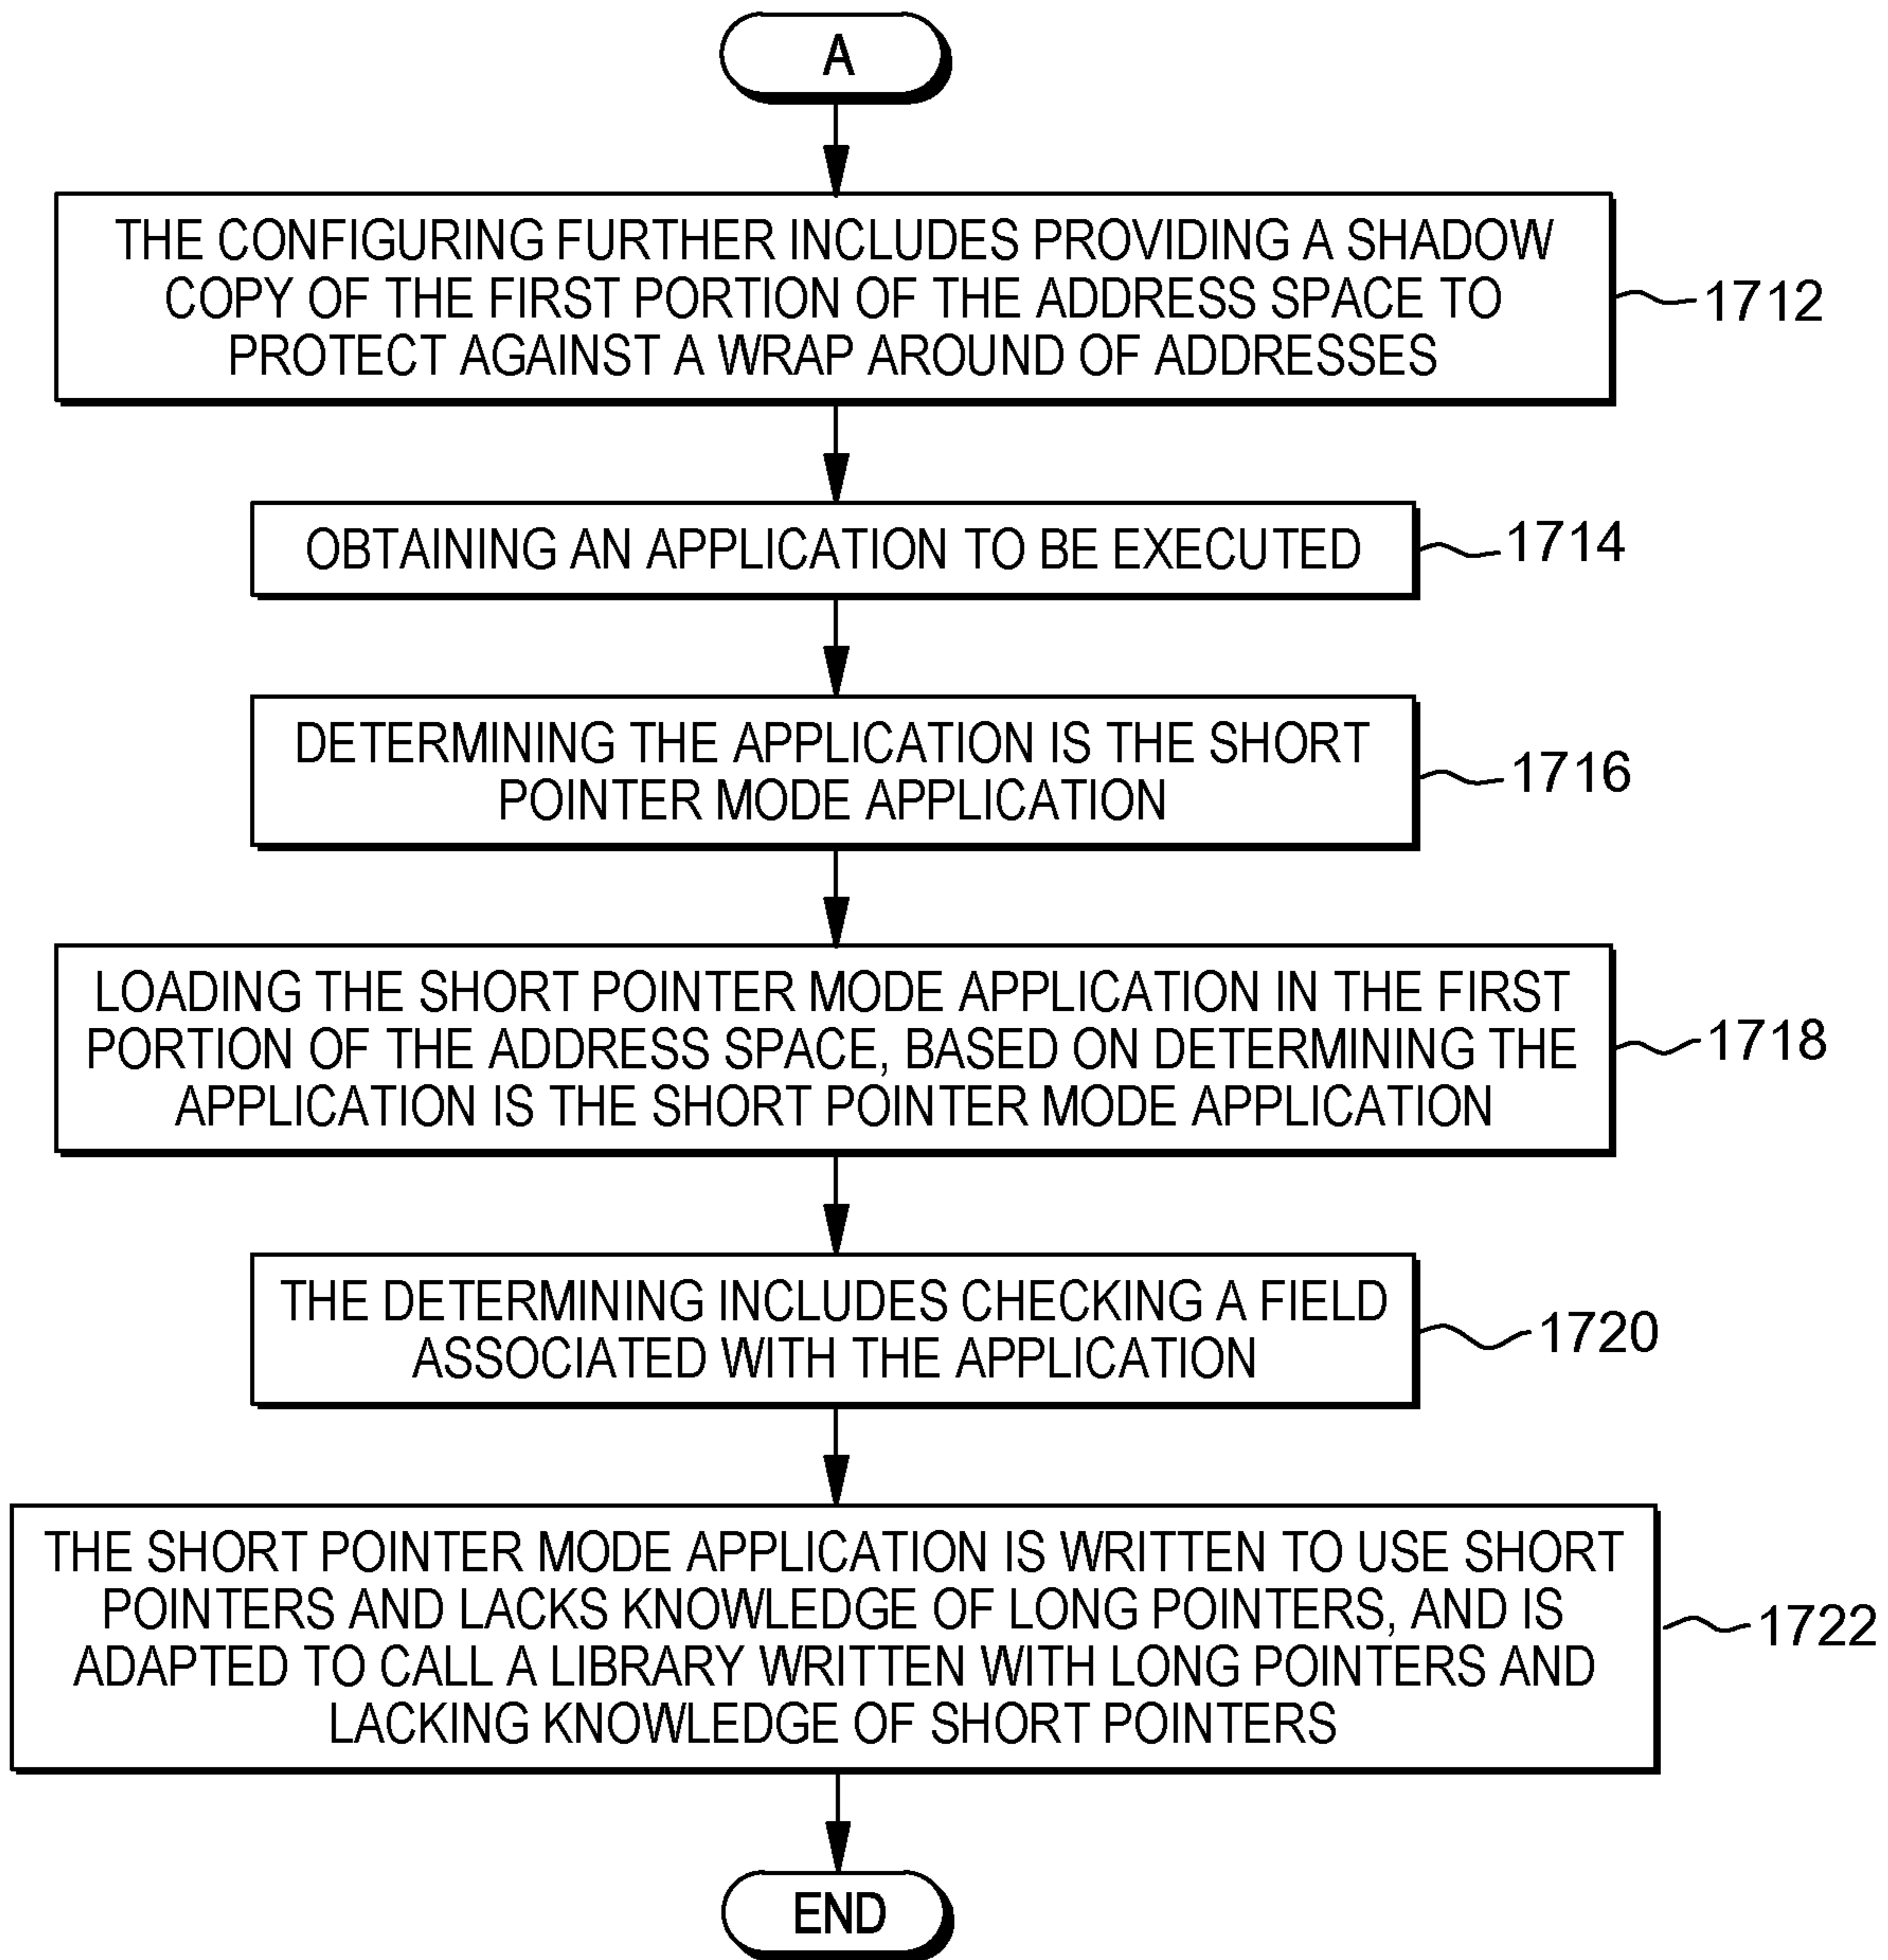 A
THE CONFIGURING FURTHER INCLUDES PROVIDING A SHADOW
COPY OF THE FIRST PORTION OF THE ADDRESS SPACE TO
PROTECT AGAINST A WRAP AROUND OF ADDRESSES
1712
OBTAINING AN APPLICATION TO BE EXECUTED
1714
DETERMINING THE APPLICATION IS THE SHORT
POINTER MODE APPLICATION
1716
LOADING THE SHORT POINTER MODE APPLICATION IN THE FIRST
PORTION OF THE ADDRESS SPACE, BASED ON DETERMINING THE
APPLICATION IS THE SHORT POINTER MODE APPLICATION
1718
THE DETERMINING INCLUDES CHECKING A FIELD
ASSOCIATED WITH THE APPLICATION
1720
THE SHORT POINTER MODE APPLICATION IS WRITTEN TO USE SHORT
POINTERS AND LACKS KNOWLEDGE OF LONG POINTERS, AND IS
ADAPTED TO CALL A LIBRARY WRITTEN WITH LONG POINTERS AND
LACKING KNOWLEDGE OF SHORT POINTERS
1722
END